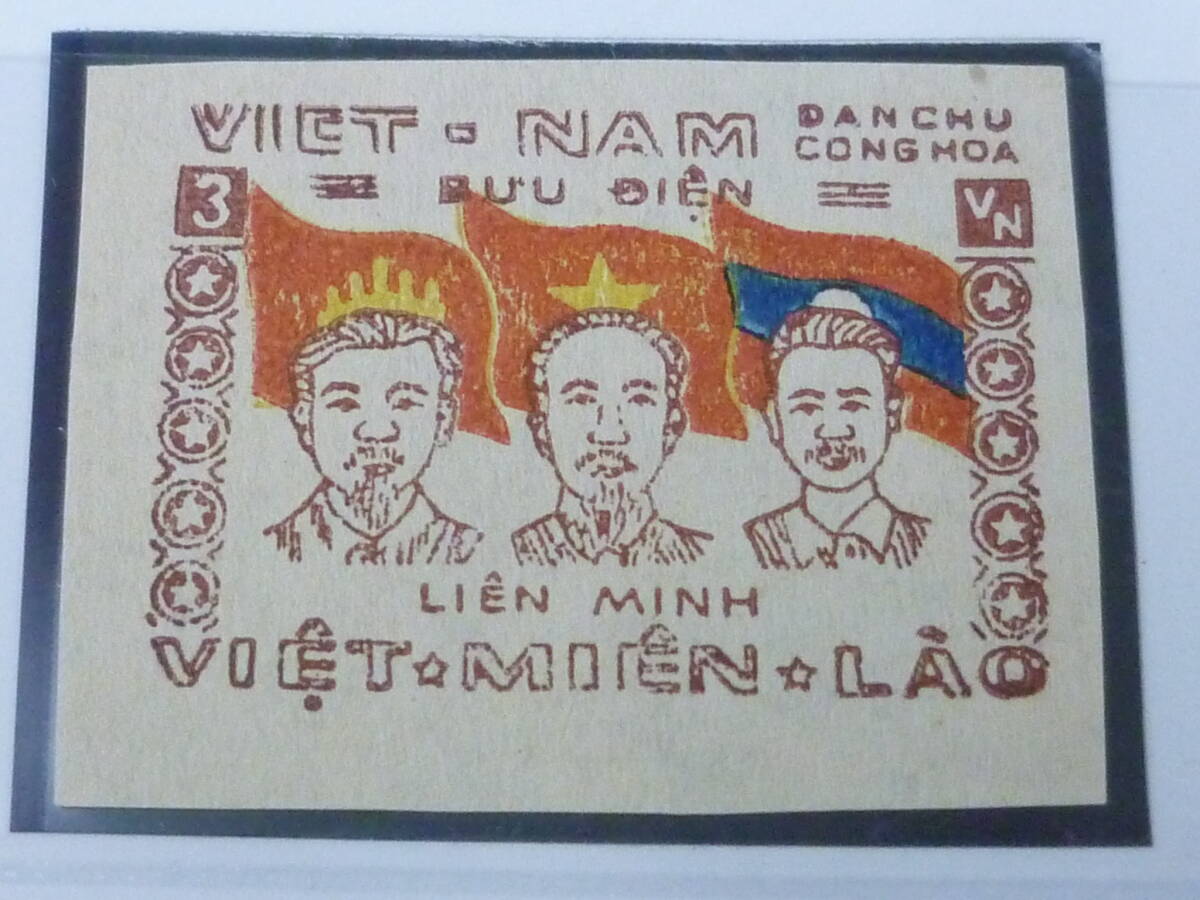 VIET - NAM DAN CHU
CONG HOA
3 BƯU ĐIỆN VN
LIÊN MINH
VIỆT ★ MIÊN ★ LÀO